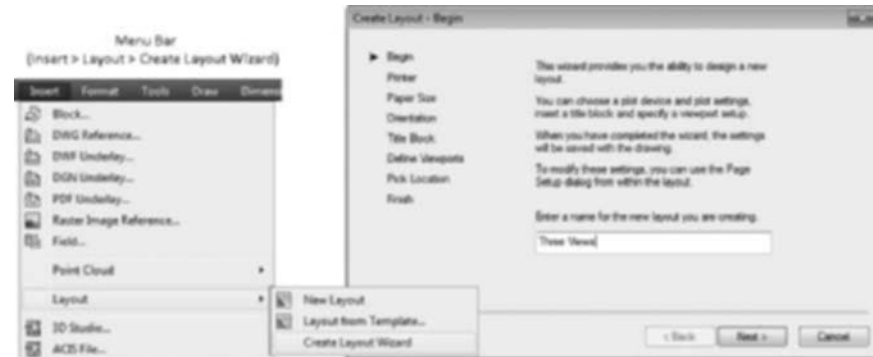 Menu Bar
(Insert > Layout > Create Layout Wizard)
Insert Format Tools Draw Dimens
Block...
DWG Reference...
DWF Underlay...
DGN Underlay...
PDF Underlay...
Raster Image Reference...
Field...
Point Cloud
Layout
3D Studio...
ACIS File...
New Layout
Layout from Template...
Create Layout Wizard
Create Layout - Begin
Begin
Printer
Paper Size
Orientation
Title Block
Define Viewports
Pick Location
Finish
This wizard provides you the ability to design a new
layout.
You can choose a plot device and plot settings,
insert a title block and specify a viewport setup.
When you have completed the wizard, the settings
will be saved with the drawing.
To modify these settings, you can use the Page
Setup dialog from within the layout.
Enter a name for the new layout you are creating.
Three Views
< Back Next > Cancel